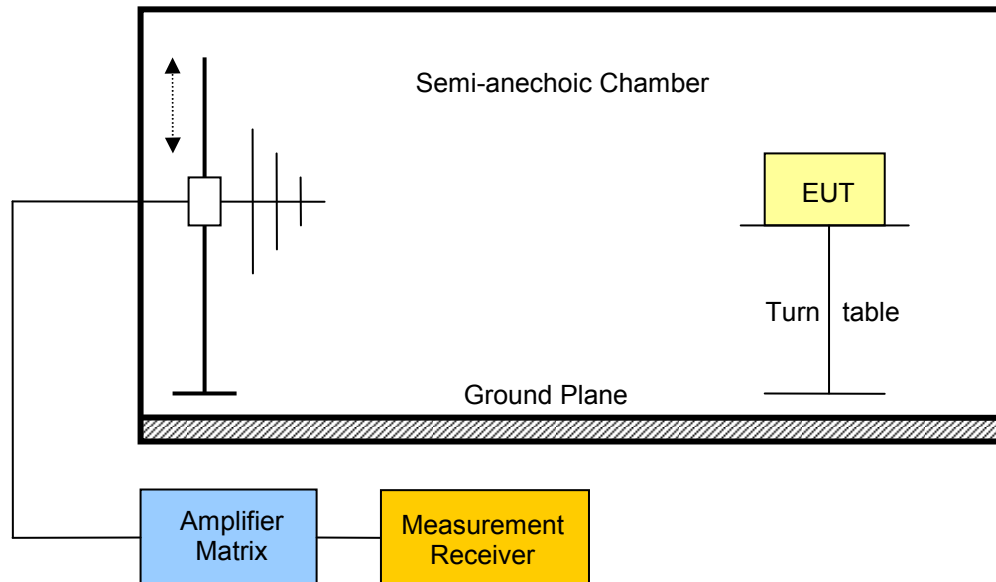 Semi-anechoic Chamber
EUT
Turn table
Ground Plane
Amplifier
Matrix
Measurement
Receiver